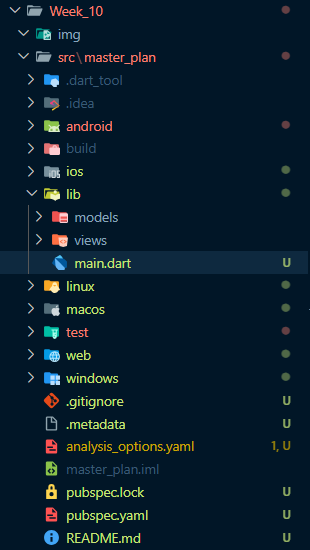 Week_10
img
src\master_plan
.dart_tool
.idea
android
build
ios
lib
models
views
main.dart U
linux
macos
test
web
windows
.gitignore U
.metadata U
analysis_options.yaml 1, U
master_plan.iml
pubspec.lock U
pubspec.yaml U
README.md U